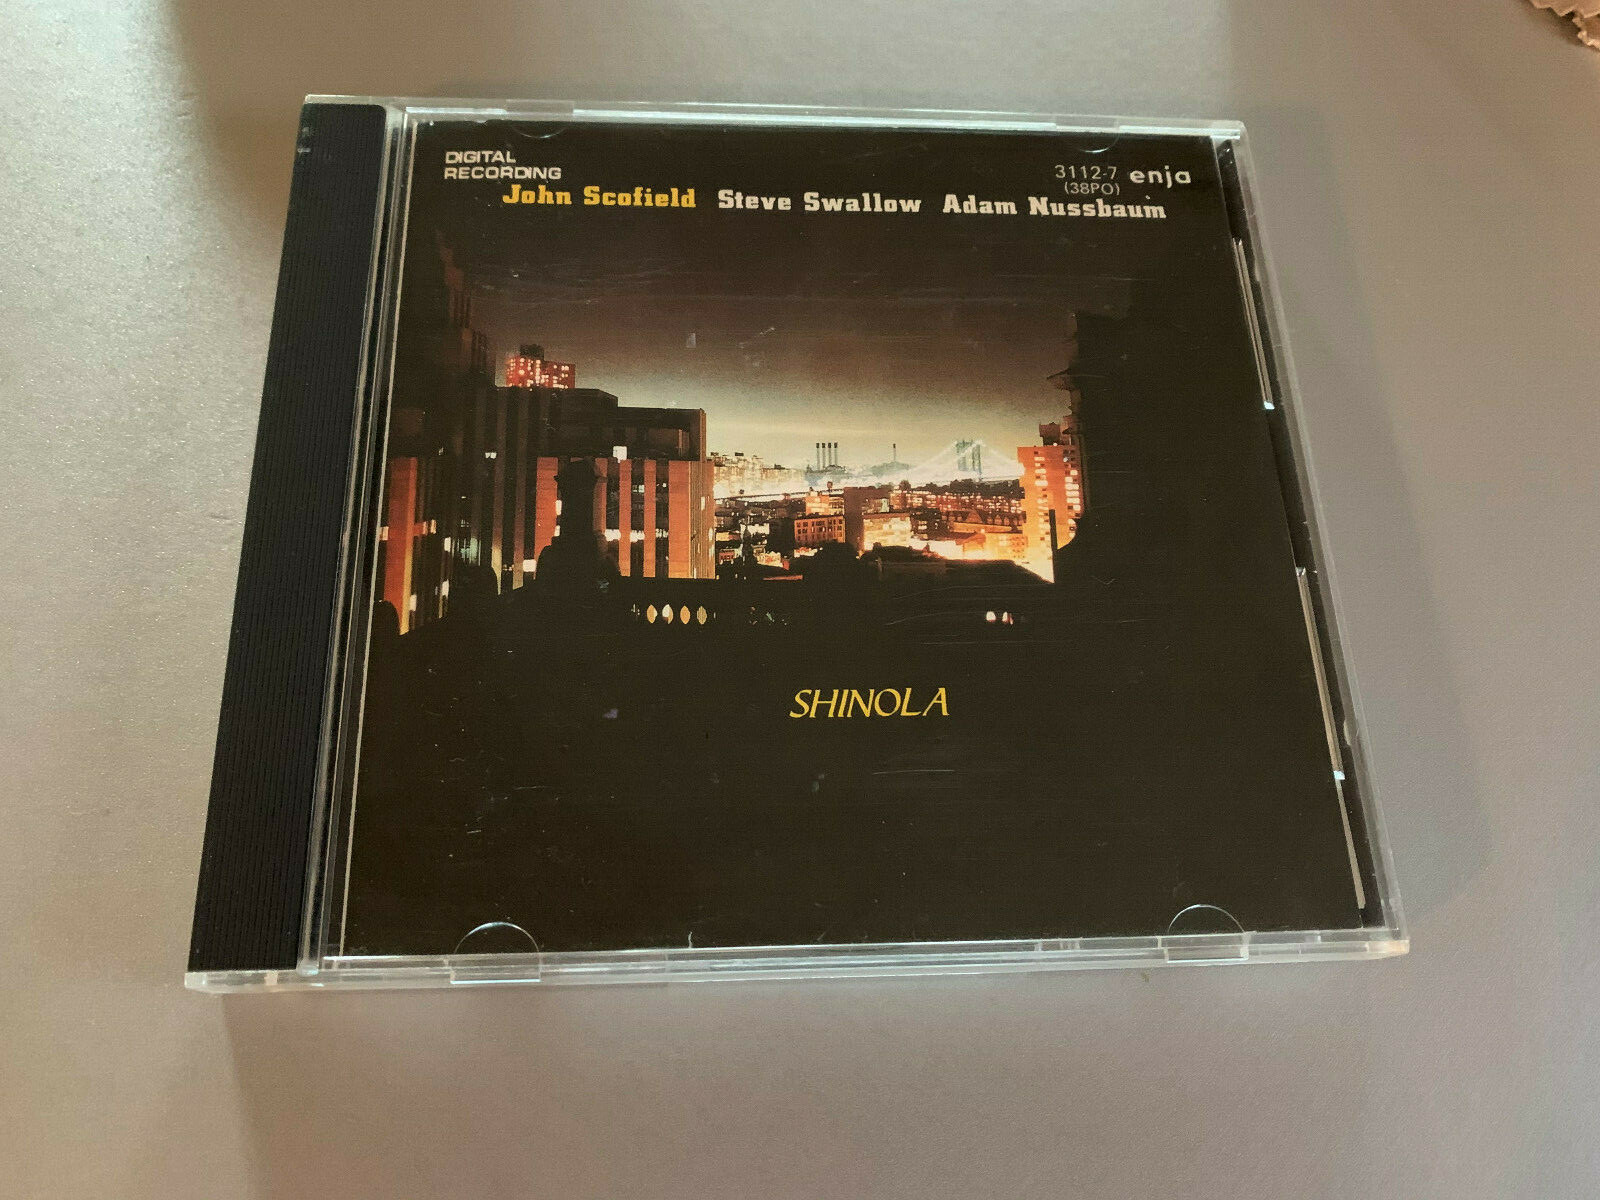 DIGITAL
RECORDING
3112-7 enja
(38PO)
John Scofield Steve Swallow Adam Nussbaum
SHINOLA